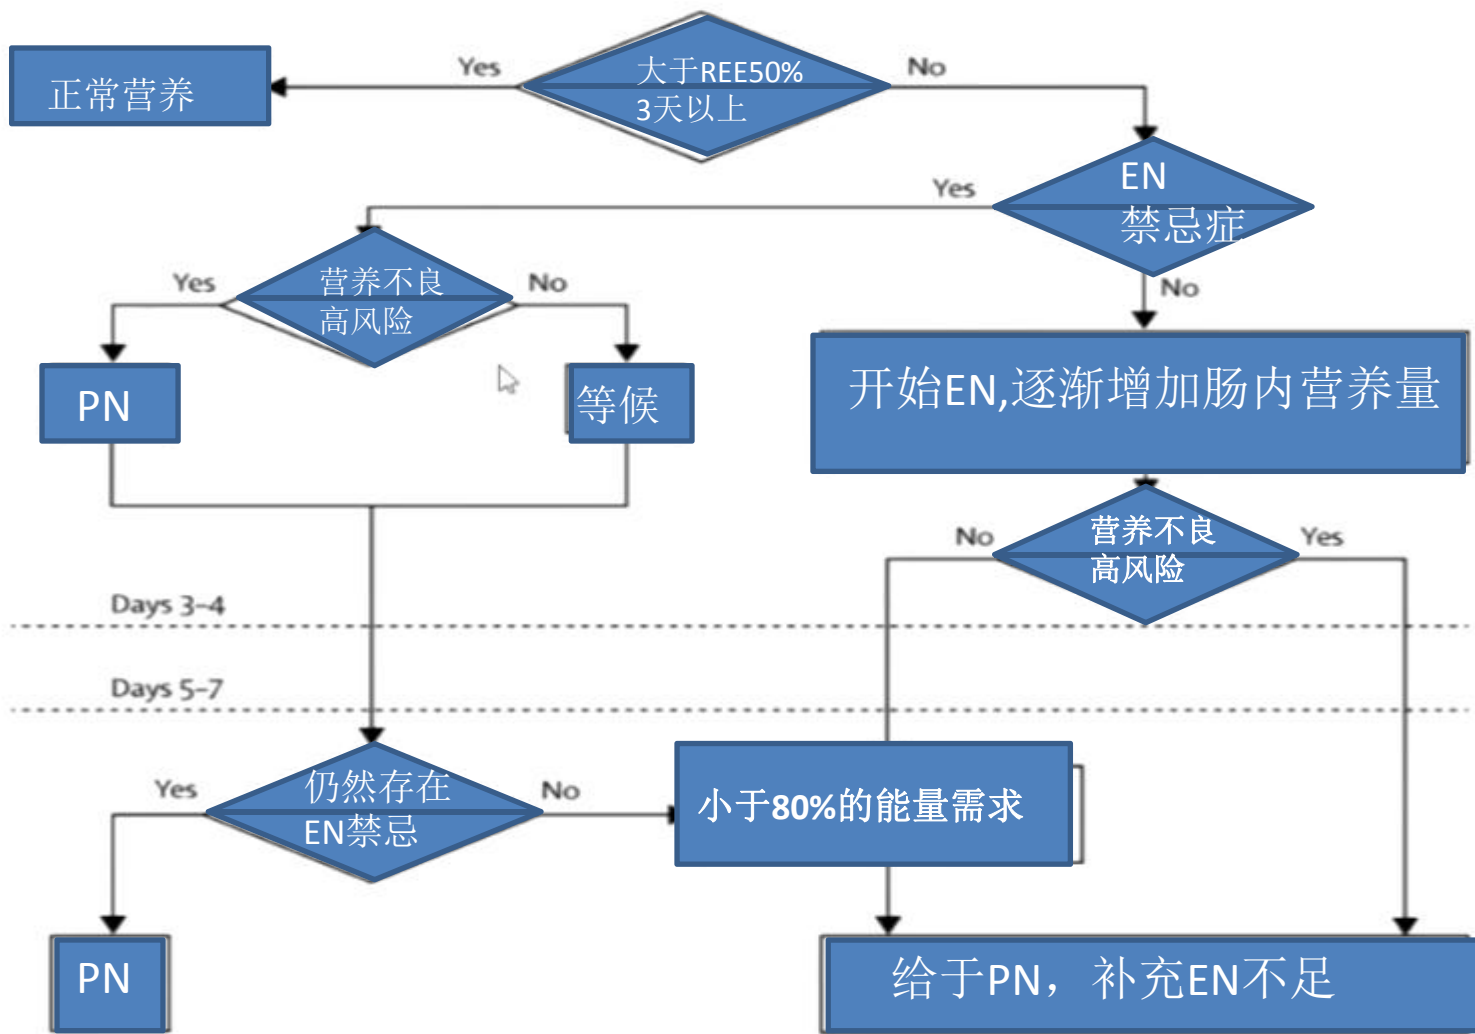 大于REE50%
3天以上
Yes
No
正常营养
EN
禁忌症
Yes
No
营养不良
高风险
Yes
No
PN
等候
开始EN,逐渐增加肠内营养量
营养不良
高风险
No
Yes
Days 3–4
Days 5–7
仍然存在
EN禁忌
Yes
No
小于80%的能量需求
PN
给于PN，补充EN不足